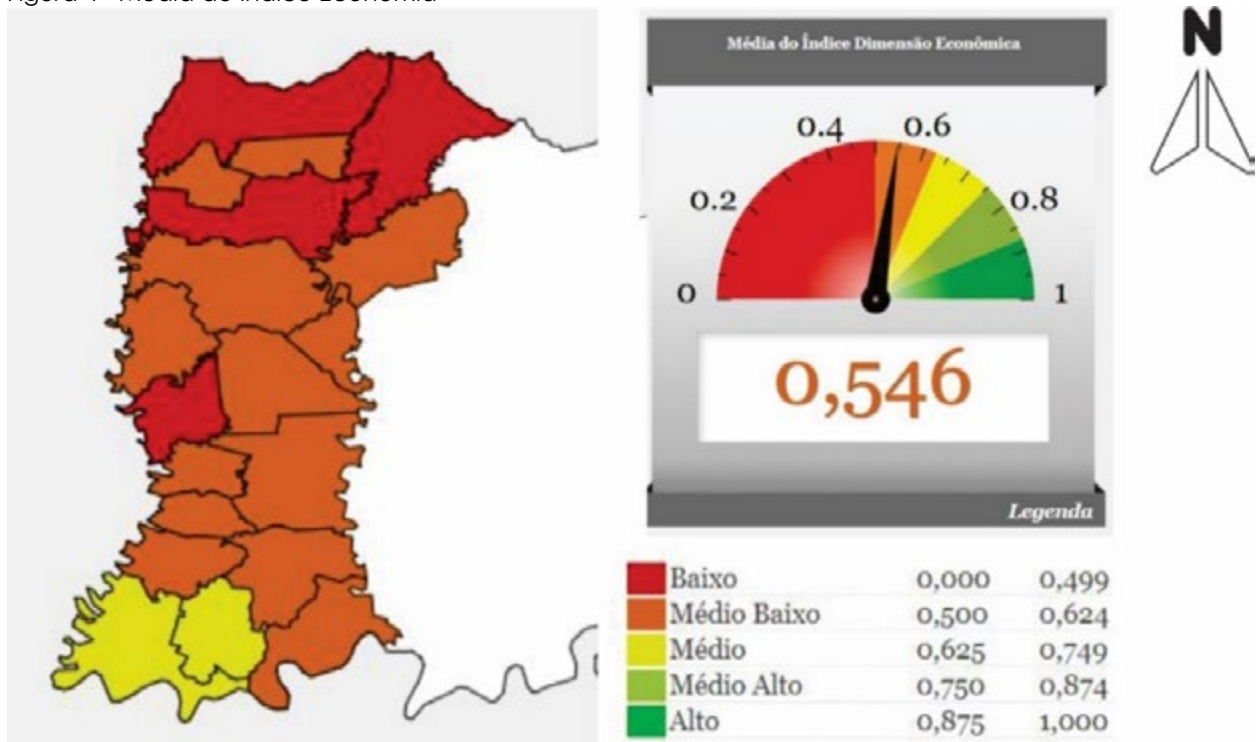 Média do Índice Dimensão Econômica
N
0
0.2
0.4
0.6
0.8
1
0,546
Legenda
Baixo 0,000 0,499
Médio Baixo 0,500 0,624
Médio 0,625 0,749
Médio Alto 0,750 0,874
Alto 0,875 1,000